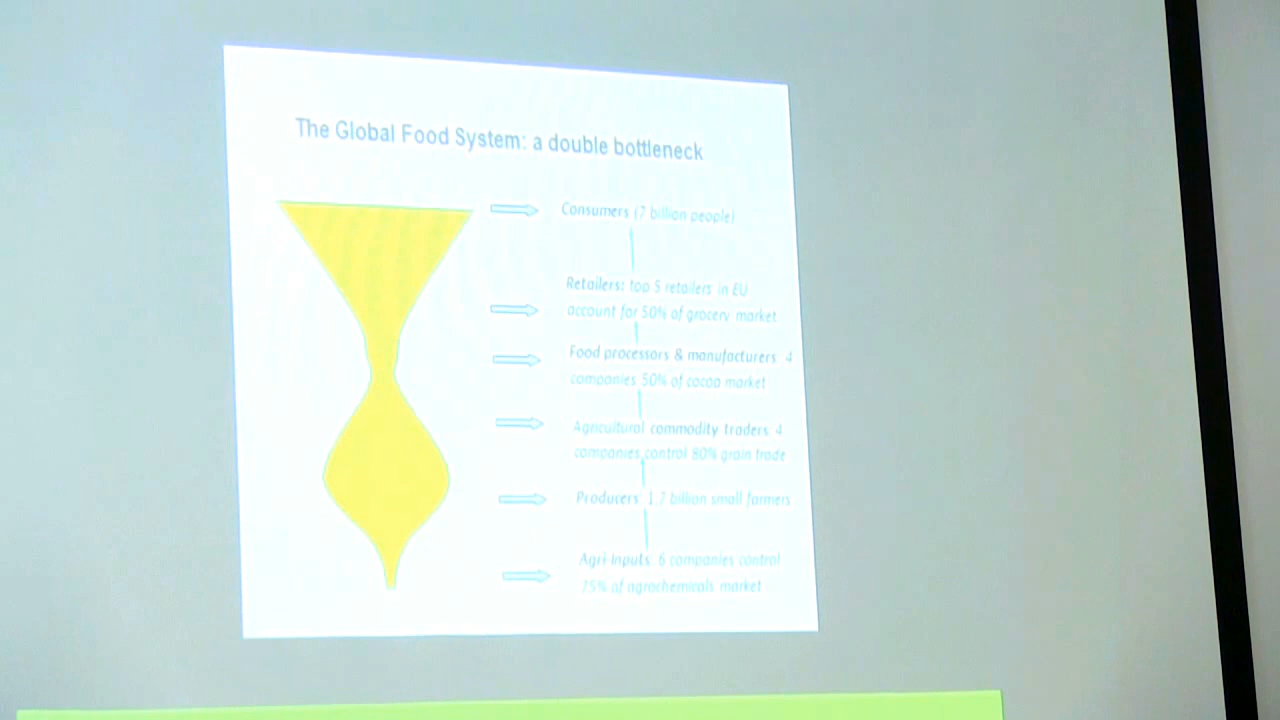 The Global Food System: a double bottleneck
Consumers (7 billion people)
Retailers: top 5 retailers in EU
account for 50% of grocery market
Food processors & manufacturers: 4
companies 50% of cocoa market
Agricultural commodity traders: 4
companies control 80% grain trade
Producers: 1.7 billion small farmers
Agri-Inputs: 6 companies control
75% of agrochemicals market